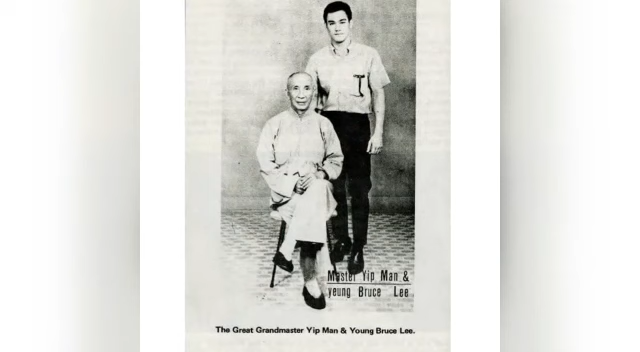 Master Yip Man &
yeung Bruce Lee
The Great Grandmaster Yip Man & Young Bruce Lee.